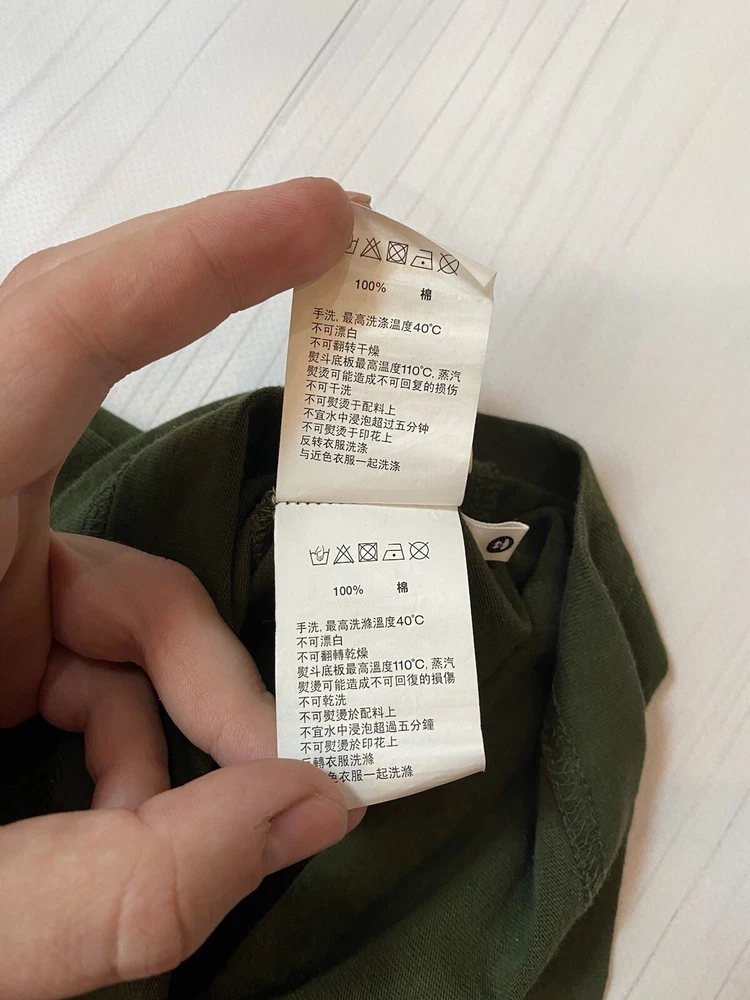 100% 棉
手洗, 最高洗涤温度40℃
不可漂白
不可翻转干燥
熨斗底板最高温度110℃, 蒸汽
熨烫可能造成不可回复的损伤
不可干洗
不可熨烫于配料上
不宜水中浸泡超过五分钟
不可熨烫于印花上
反转衣服洗涤
与近色衣服一起洗涤
100% 棉
手洗, 最高洗滌溫度40℃
不可漂白
不可翻轉乾燥
熨斗底板最高溫度110℃, 蒸汽
熨燙可能造成不可回復的損傷
不可乾洗
不可熨燙於配料上
不宜水中浸泡超過五分鐘
不可熨燙於印花上
轉衣服洗滌
色衣服一起洗滌